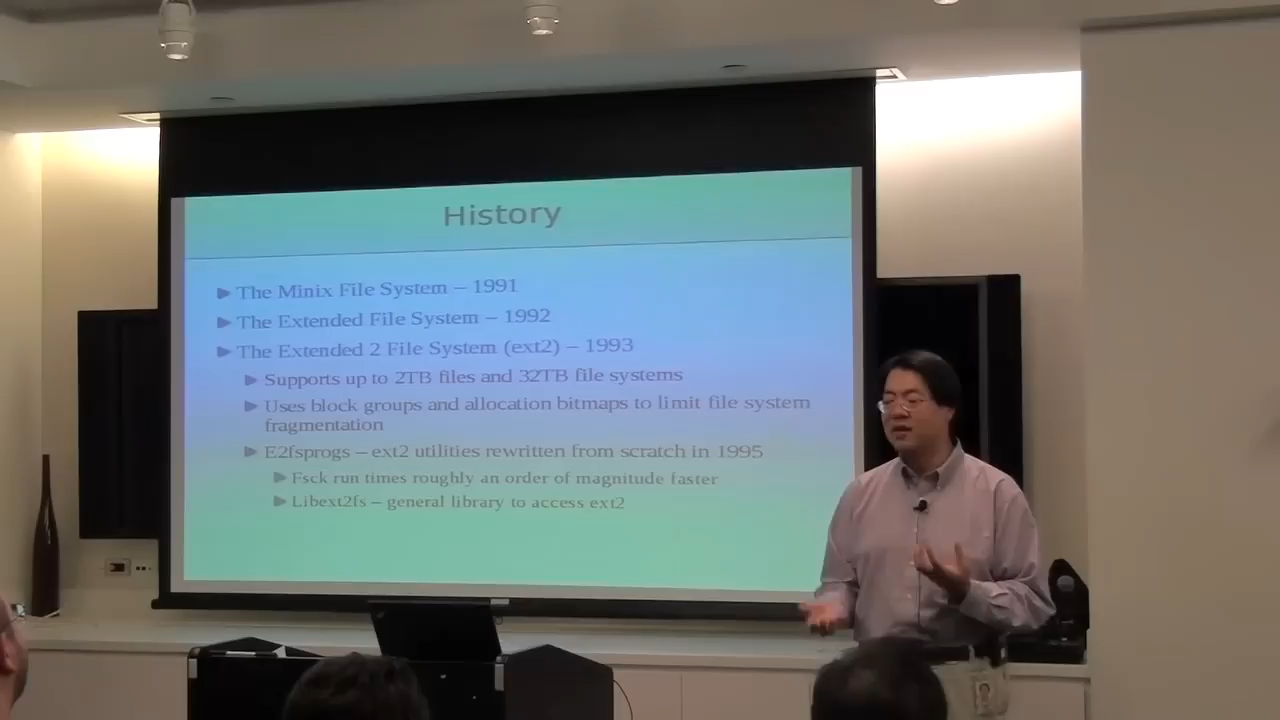 History
The Minix File System – 1991
The Extended File System – 1992
The Extended 2 File System (ext2) – 1993
Supports up to 2TB files and 32TB file systems
Uses block groups and allocation bitmaps to limit file system
fragmentation
E2fsprogs – ext2 utilities rewritten from scratch in 1995
Fsck run times roughly an order of magnitude faster
Libext2fs – general library to access ext2